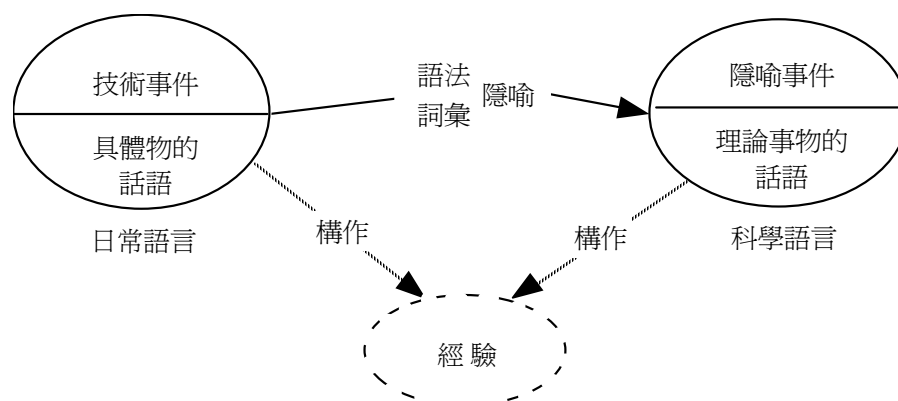 技術事件
具體物的
話語
日常語言
語法
詞彙
隱喻
隱喻事件
理論事物的
話語
科學語言
構作
構作
經 驗